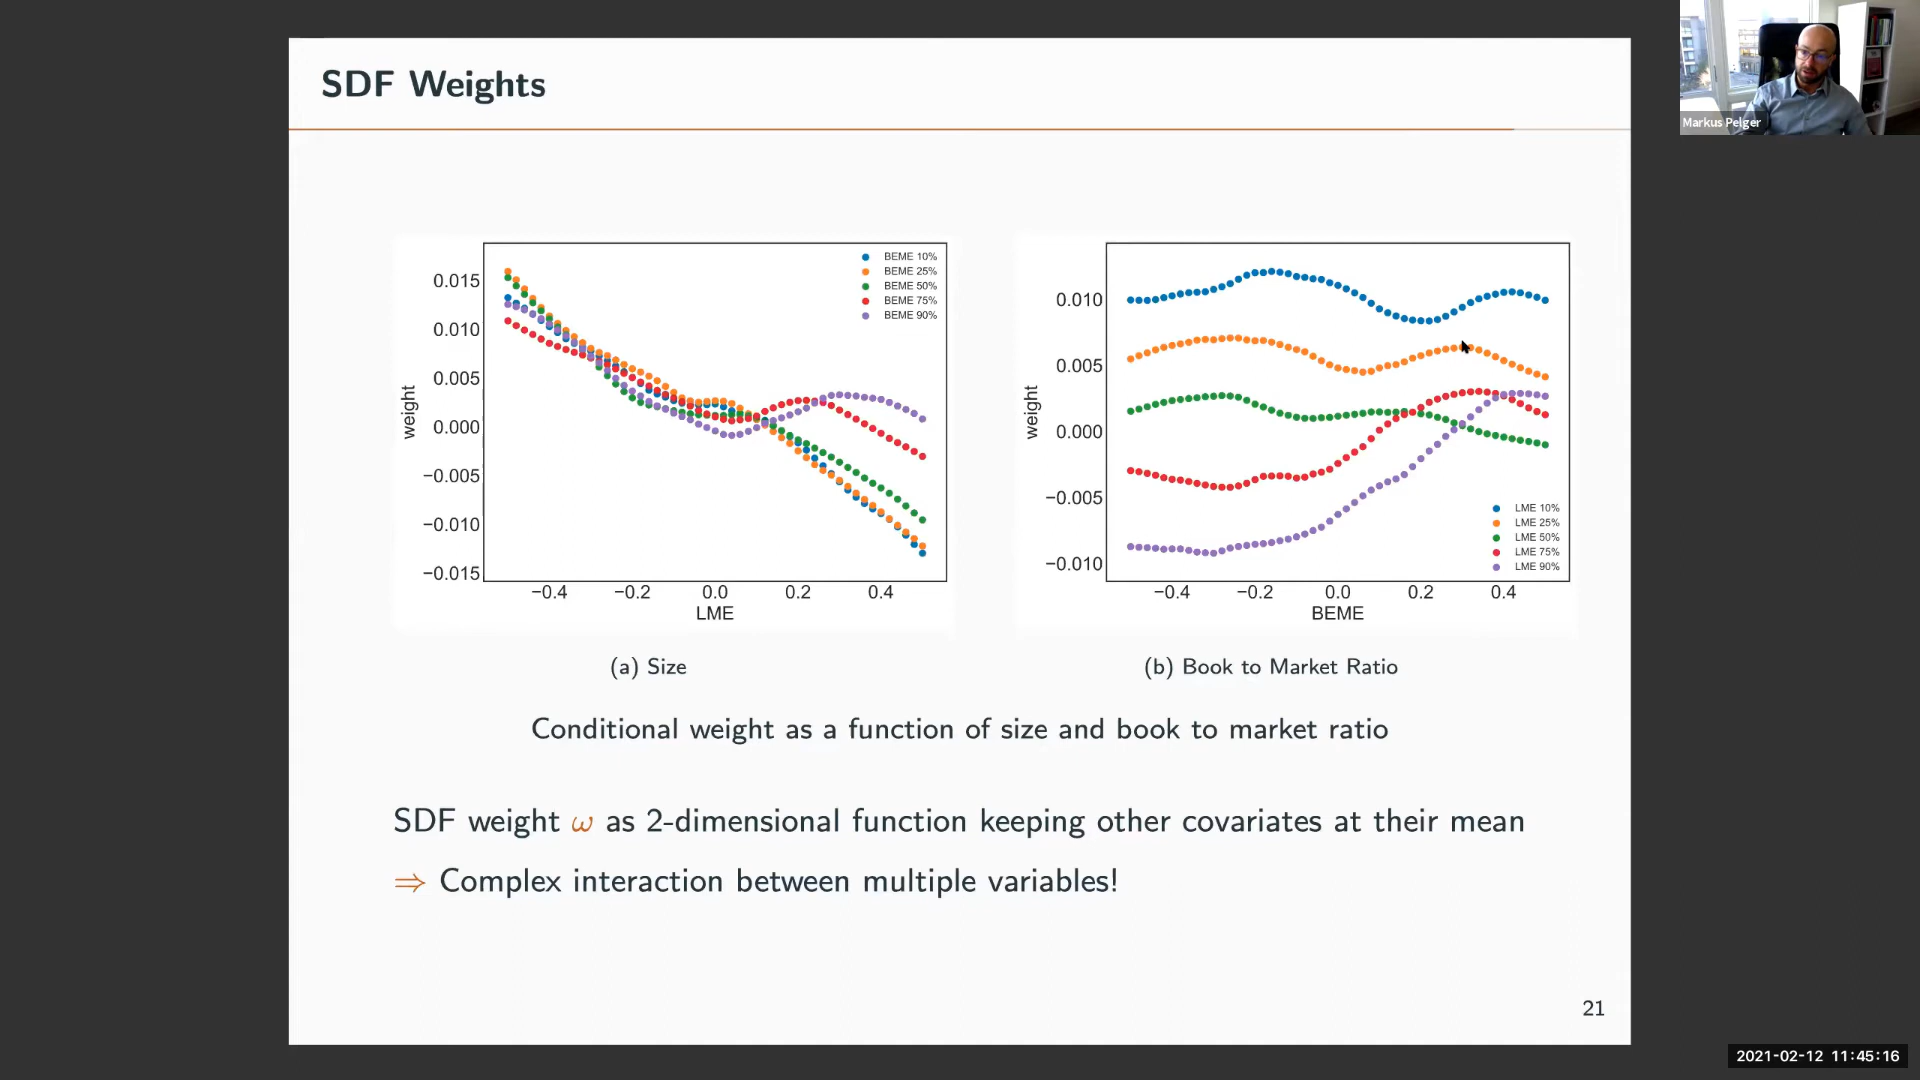 SDF Weights
Markus Pelger
0.015
0.010
0.005
0.000
−0.005
−0.010
−0.015
weight
−0.4 −0.2 0.0 0.2 0.4
LME
BEME 10%
BEME 25%
BEME 50%
BEME 75%
BEME 90%
(a) Size
0.010
0.005
0.000
−0.005
−0.010
weight
−0.4 −0.2 0.0 0.2 0.4
BEME
LME 10%
LME 25%
LME 50%
LME 75%
LME 90%
(b) Book to Market Ratio
Conditional weight as a function of size and book to market ratio
SDF weight ω as 2-dimensional function keeping other covariates at their mean
⇒ Complex interaction between multiple variables!
21
2021-02-12 11:45:16